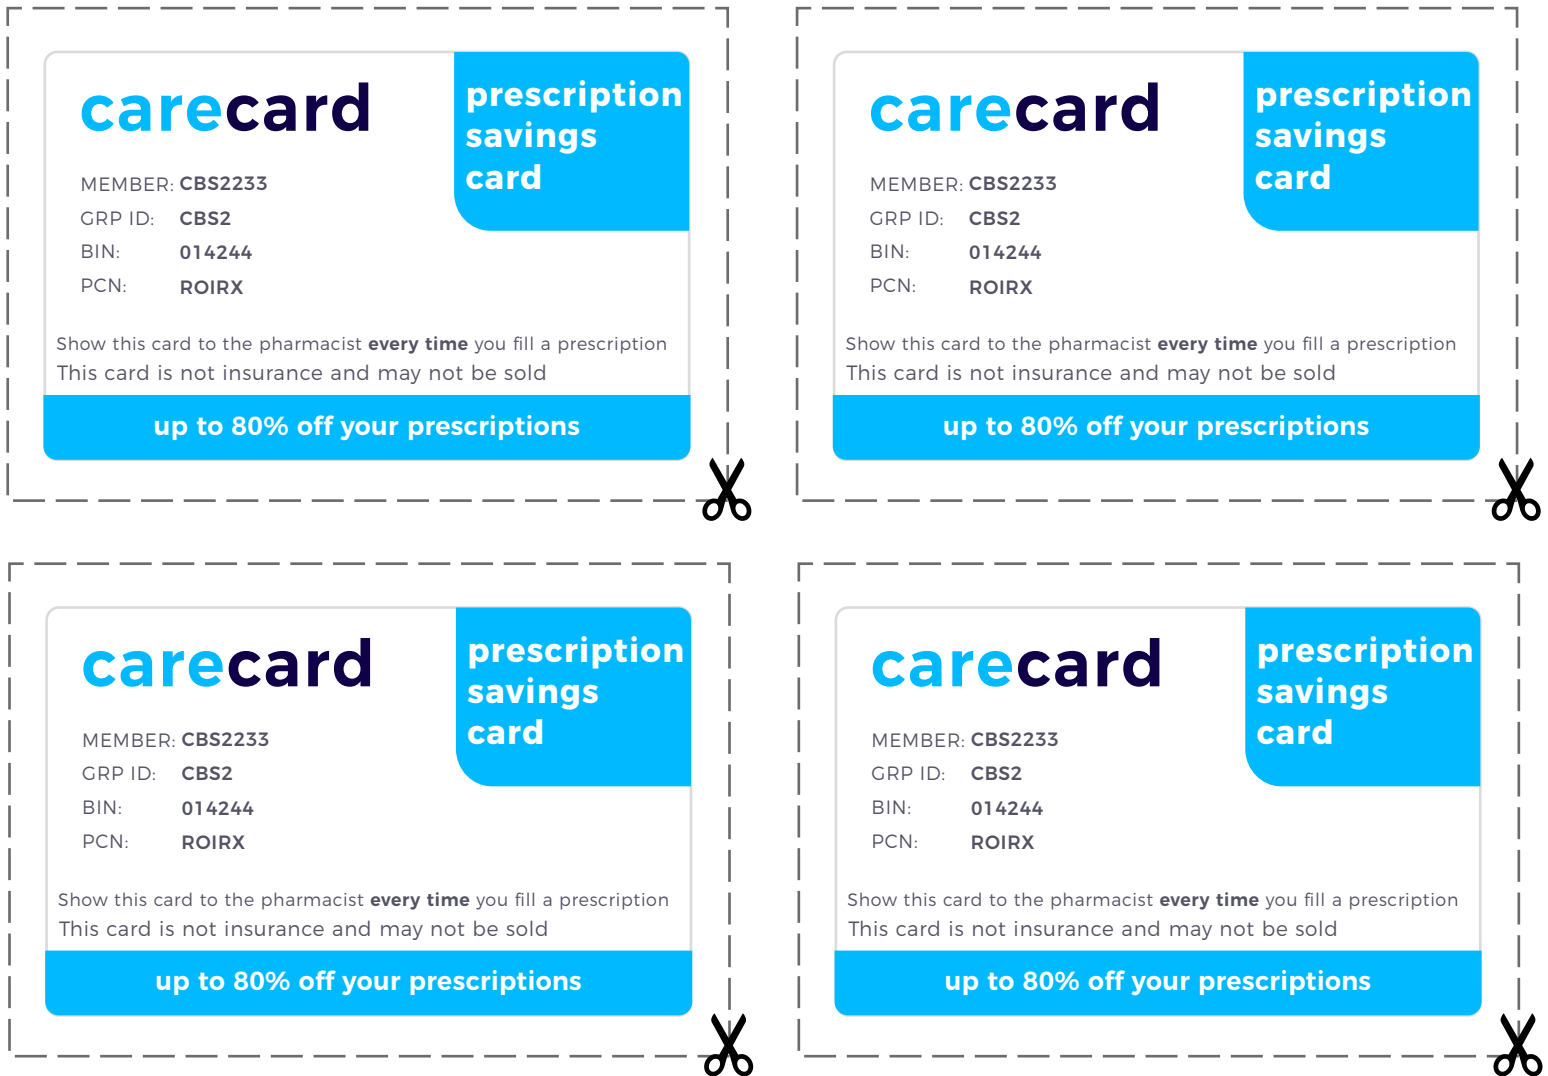 carecard
prescription
savings
card
MEMBER: CBS2233
GRP ID: CBS2
BIN: 014244
PCN: ROIRX
Show this card to the pharmacist every time you fill a prescription
This card is not insurance and may not be sold
up to 80% off your prescriptions
carecard
prescription
savings
card
MEMBER: CBS2233
GRP ID: CBS2
BIN: 014244
PCN: ROIRX
Show this card to the pharmacist every time you fill a prescription
This card is not insurance and may not be sold
up to 80% off your prescriptions
carecard
prescription
savings
card
MEMBER: CBS2233
GRP ID: CBS2
BIN: 014244
PCN: ROIRX
Show this card to the pharmacist every time you fill a prescription
This card is not insurance and may not be sold
up to 80% off your prescriptions
carecard
prescription
savings
card
MEMBER: CBS2233
GRP ID: CBS2
BIN: 014244
PCN: ROIRX
Show this card to the pharmacist every time you fill a prescription
This card is not insurance and may not be sold
up to 80% off your prescriptions